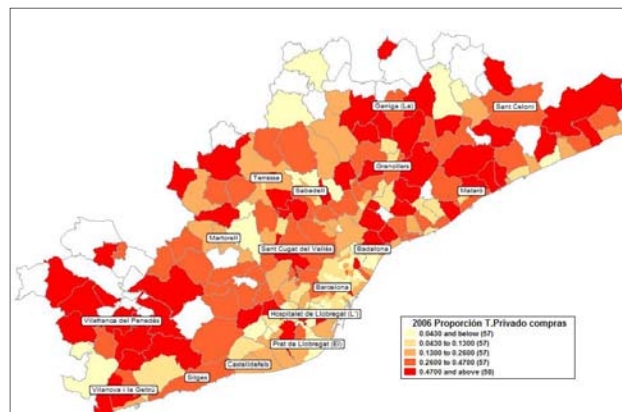 Garriga (La)
Sant Celoni
Granollers
Terrassa
Sabadell
Mataró
Martorell
Sant Cugat del Vallès
Badalona
Barcelona
Hospitalet de Llobregat (L')
Vilafranca del Penedès
Prat de Llobregat (El)
Castelldefels
Sitges
Vilanova i la Geltrú
2006 Proporción T.Privado compras
0.0430 and below (57)
0.0430 to 0.1300 (57)
0.1300 to 0.2600 (57)
0.2600 to 0.4700 (57)
0.4700 and above (58)